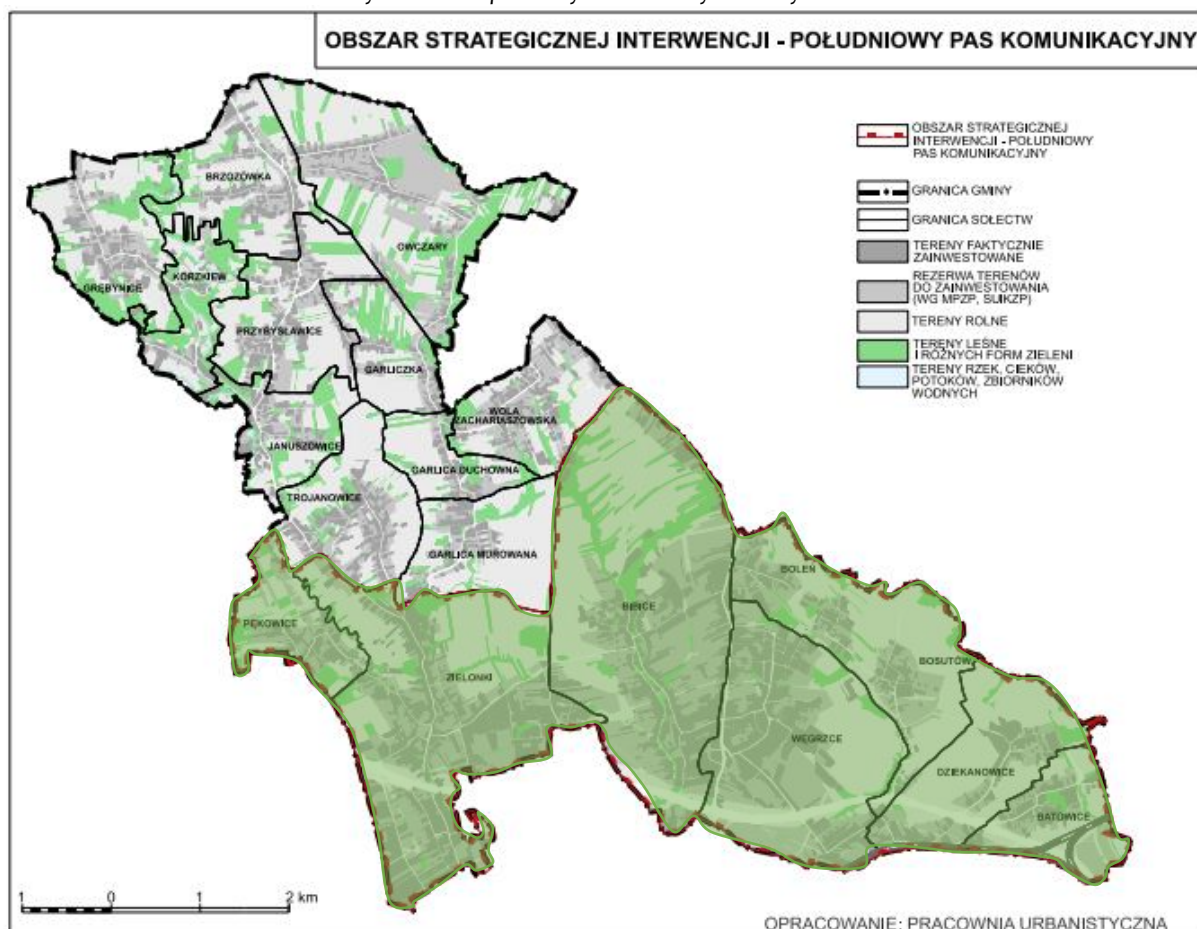 OBSZAR STRATEGICZNEJ INTERWENCJI - POŁUDNIOWY PAS KOMUNIKACYJNY
OBSZAR STRATEGICZNEJ
INTERWENCJI - POŁUDNIOWY
PAS KOMUNIKACYJNY
GRANICA GMINY
GRANICA SOŁECTW
TERENY FAKTYCZNIE
ZAINWESTOWANE
REZERWA TERENÓW
DO ZAINWESTOWANIA
(WG MPZP, SUIKZP)
TERENY ROLNE
TERENY LEŚNE
I RÓŻNYCH FORM ZIELENI
TERENY RZEK, CIEKÓW,
POTOKÓW, ZBIORNIKÓW
WODNYCH
BRZOZÓWKA
OWCZARY
KORZKIEW
GRĘBYNICE
PRZYBYSŁAWICE
GARLICZKA
WOLA
ZACHARIASZOWSKA
JANUSZOWICE
GARLICA DUCHOWNA
TROJANOWICE
GARLICA MUROWANA
BOLEŃ
BIBICE
PĘKOWICE
BOSUTÓW
ZIELONKI
WĘGRZCE
DZIEKANOWICE
BATOWICE
1 0 1 2 km
OPRACOWANIE: PRACOWNIA URBANISTYCZNA